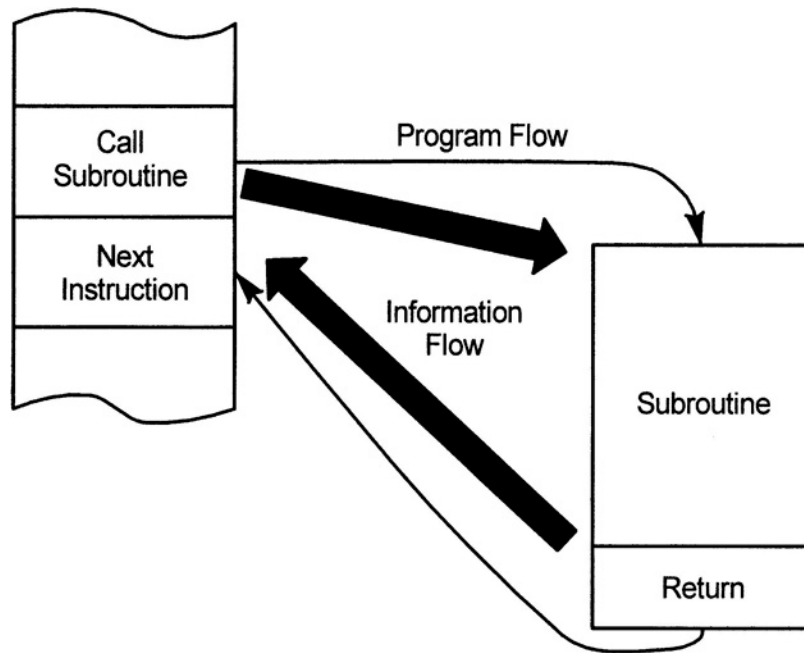 Call
Subroutine
Program Flow
Next
Instruction
Information
Flow
Subroutine
Return